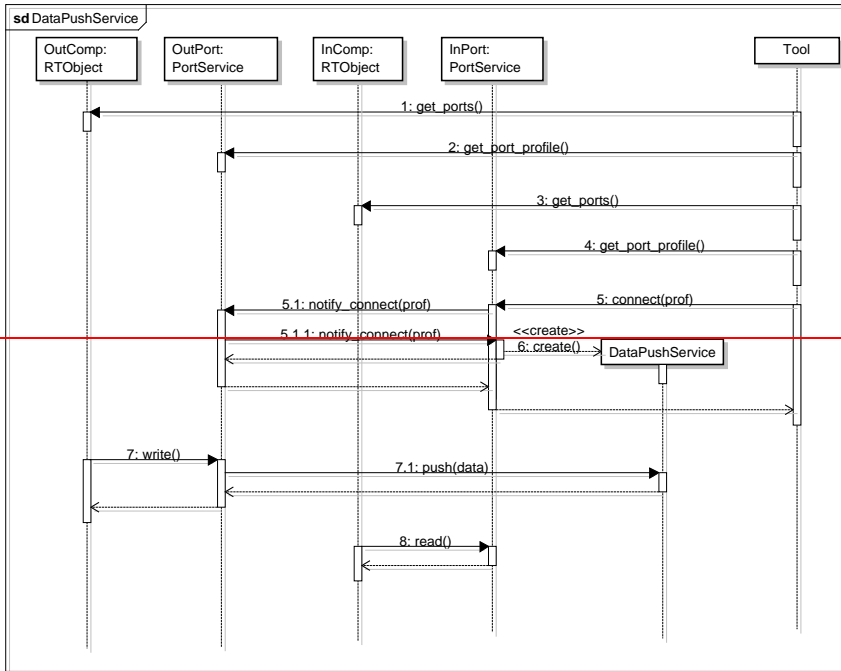 sd DataPushService
OutComp:
RTObject
OutPort:
PortService
InComp:
RTObject
InPort:
PortService
Tool
1: get_ports()
2: get_port_profile()
3: get_ports()
4: get_port_profile()
5.1: notify_connect(prof)
5: connect(prof)
5.1.1: notify_connect(prof)
<<create>>
6: create()
DataPushService
7: write()
7.1: push(data)
8: read()